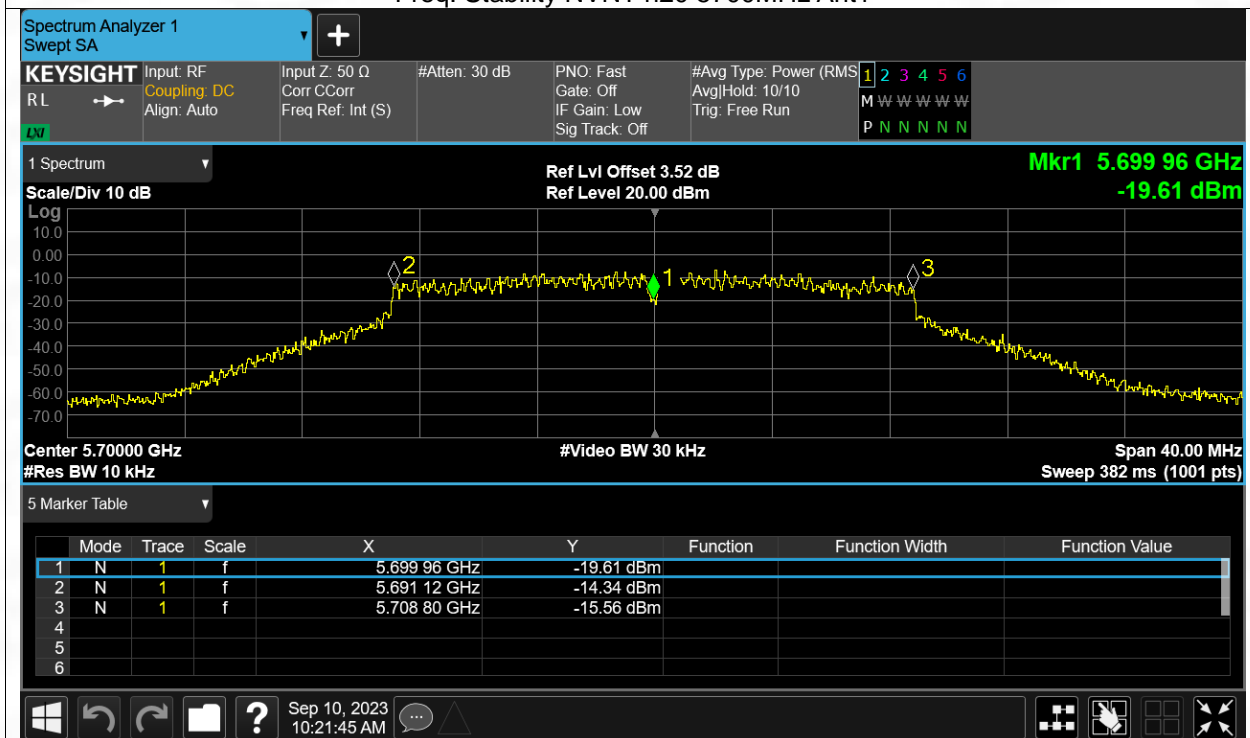 Spectrum Analyzer 1
Swept SA
+
KEYSIGHT
RL
LXI
Input: RF
Coupling: DC
Align: Auto
Input Z: 50 Ω
Corr CCorr
Freq Ref: Int (S)
#Atten: 30 dB
PNO: Fast
Gate: Off
IF Gain: Low
Sig Track: Off
#Avg Type: Power (RMS
Avg|Hold: 10/10
Trig: Free Run
1 2 3 4 5 6
M W W W W W
P N N N N N
1 Spectrum
Scale/Div 10 dB
Ref Lvl Offset 3.52 dB
Ref Level 20.00 dBm
Mkr1 5.699 96 GHz
-19.61 dBm
Log
10.0
0.00
-10.0
-20.0
-30.0
-40.0
-50.0
-60.0
-70.0
2
1
3
Center 5.70000 GHz
#Res BW 10 kHz
#Video BW 30 kHz
Span 40.00 MHz
Sweep 382 ms (1001 pts)
5 Marker Table
Mode Trace Scale X Y Function Function Width Function Value
1 N 1 f 5.699 96 GHz -19.61 dBm
2 N 1 f 5.691 12 GHz -14.34 dBm
3 N 1 f 5.708 80 GHz -15.56 dBm
4
5
6
?
Sep 10, 2023
10:21:45 AM